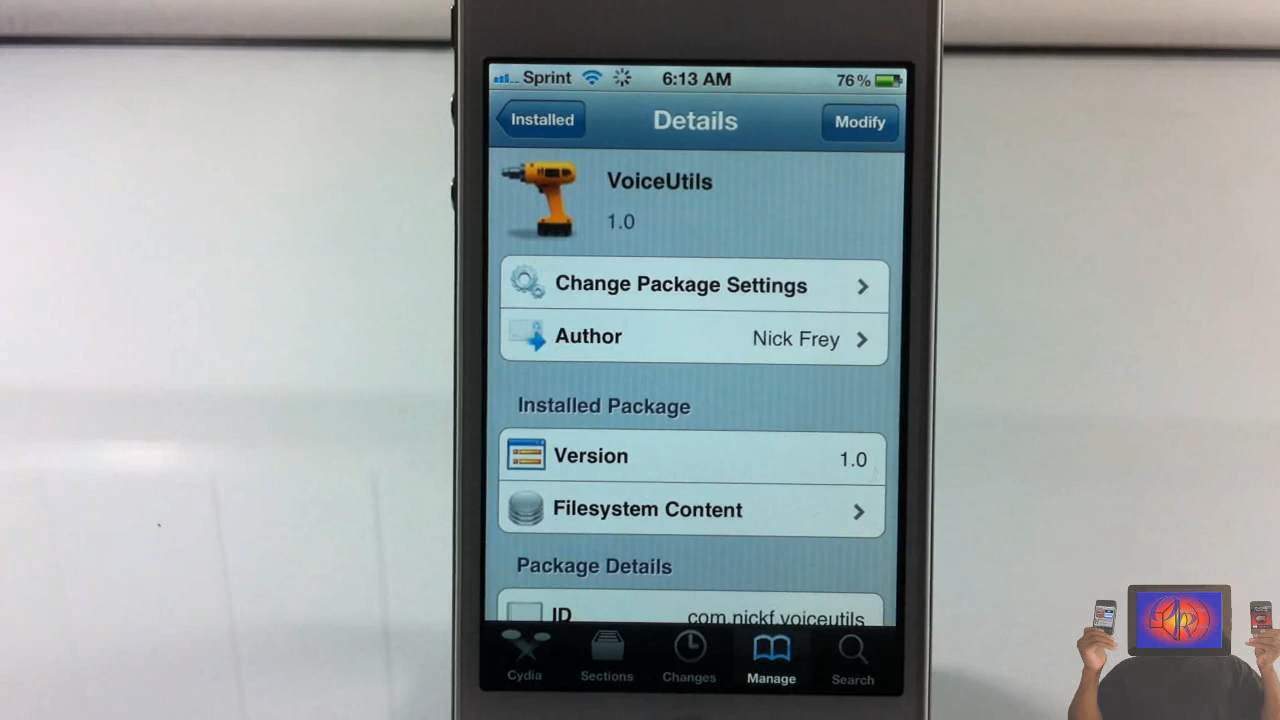 Sprint 6:13 AM 76%
Installed Details Modify
VoiceUtils
1.0
Change Package Settings
Author Nick Frey
Installed Package
Version 1.0
Filesystem Content
Package Details
ID com.nickf.voiceutils
Cydia Sections Changes Manage Search